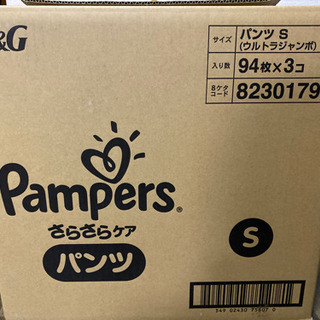 &G
サイズ
パンツ S
(ウルトラジャンボ)
入り数
94枚×3コ
8ケタ
コード
8230179
Pampers®
さらさらケア
パンツ
S